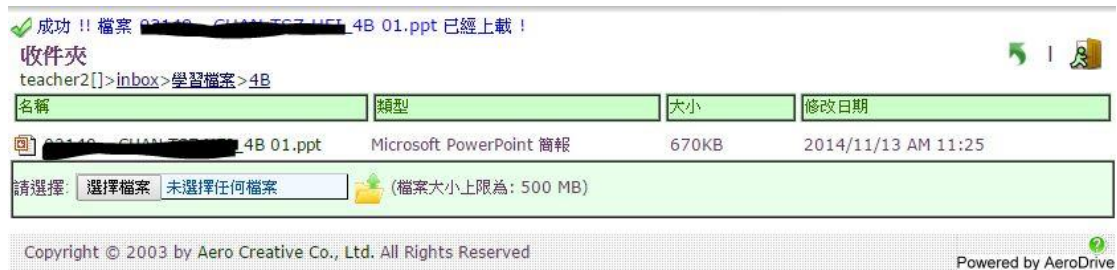 成功 !! 檔案 _4B 01.ppt 已經上載 !
收件夾
teacher2[]>inbox>學習檔案>4B
名稱 類型 大小 修改日期
_4B 01.ppt Microsoft PowerPoint 簡報 670KB 2014/11/13 AM 11:25
請選擇: 選擇檔案 未選擇任何檔案 (檔案大小上限為: 500 MB)
Copyright © 2003 by Aero Creative Co., Ltd. All Rights Reserved
Powered by AeroDrive